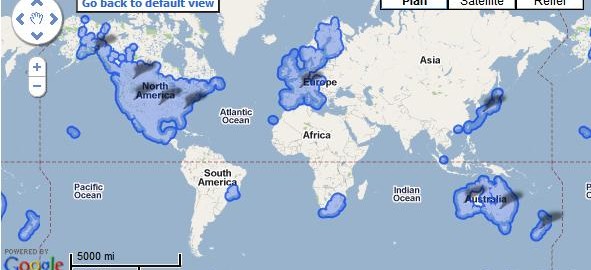 Go back to default view
Plan
Satellite
Relief
Asia
Europe
North
America
Atlantic
Ocean
Africa
South
America
Pacific
Ocean
Indian
Ocean
Australia
P
Oc
POWERED BY
Google
5000 mi